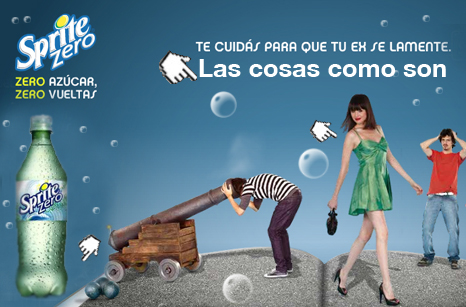 Sprite
zero
ZERO AZÚCAR,
ZERO VUELTAS
TE CUIDÁS PARA QUE TU EX SE LAMENTE.
Las cosas como son
Sprite
zero